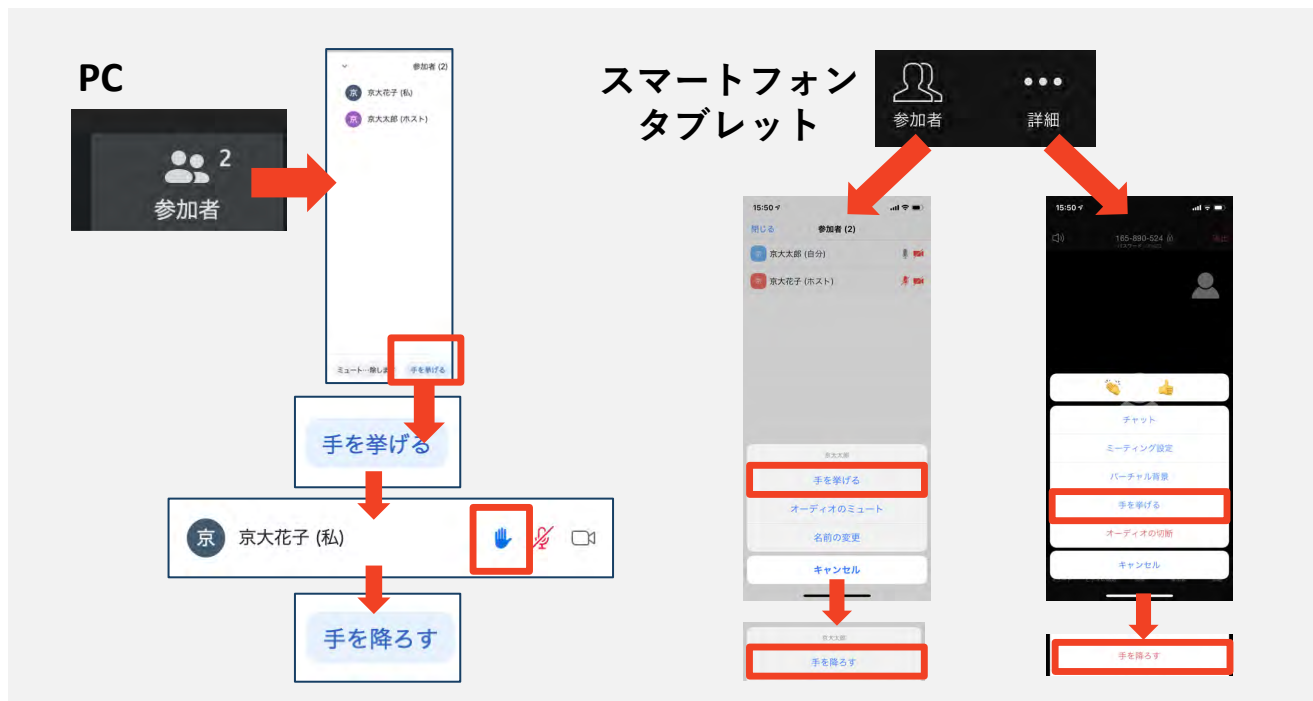 PC
2
参加者
参加者 (2)
京 京大花子 (私)
京 京大太郎 (ホスト)
ミュート…除しま
手を挙げる
手を挙げる
京 京大花子 (私)
手を降ろす
スマートフォン
タブレット
参加者
詳細
15:50
閉じる
参加者 (2)
京大太郎 (自分)
京大花子 (ホスト)
京大太郎
手を挙げる
オーディオのミュート
名前の変更
キャンセル
京大太郎
手を降ろす
15:50
165-890-524
チャット
ミーティング設定
バーチャル背景
手を挙げる
オーディオの切断
キャンセル
手を降ろす